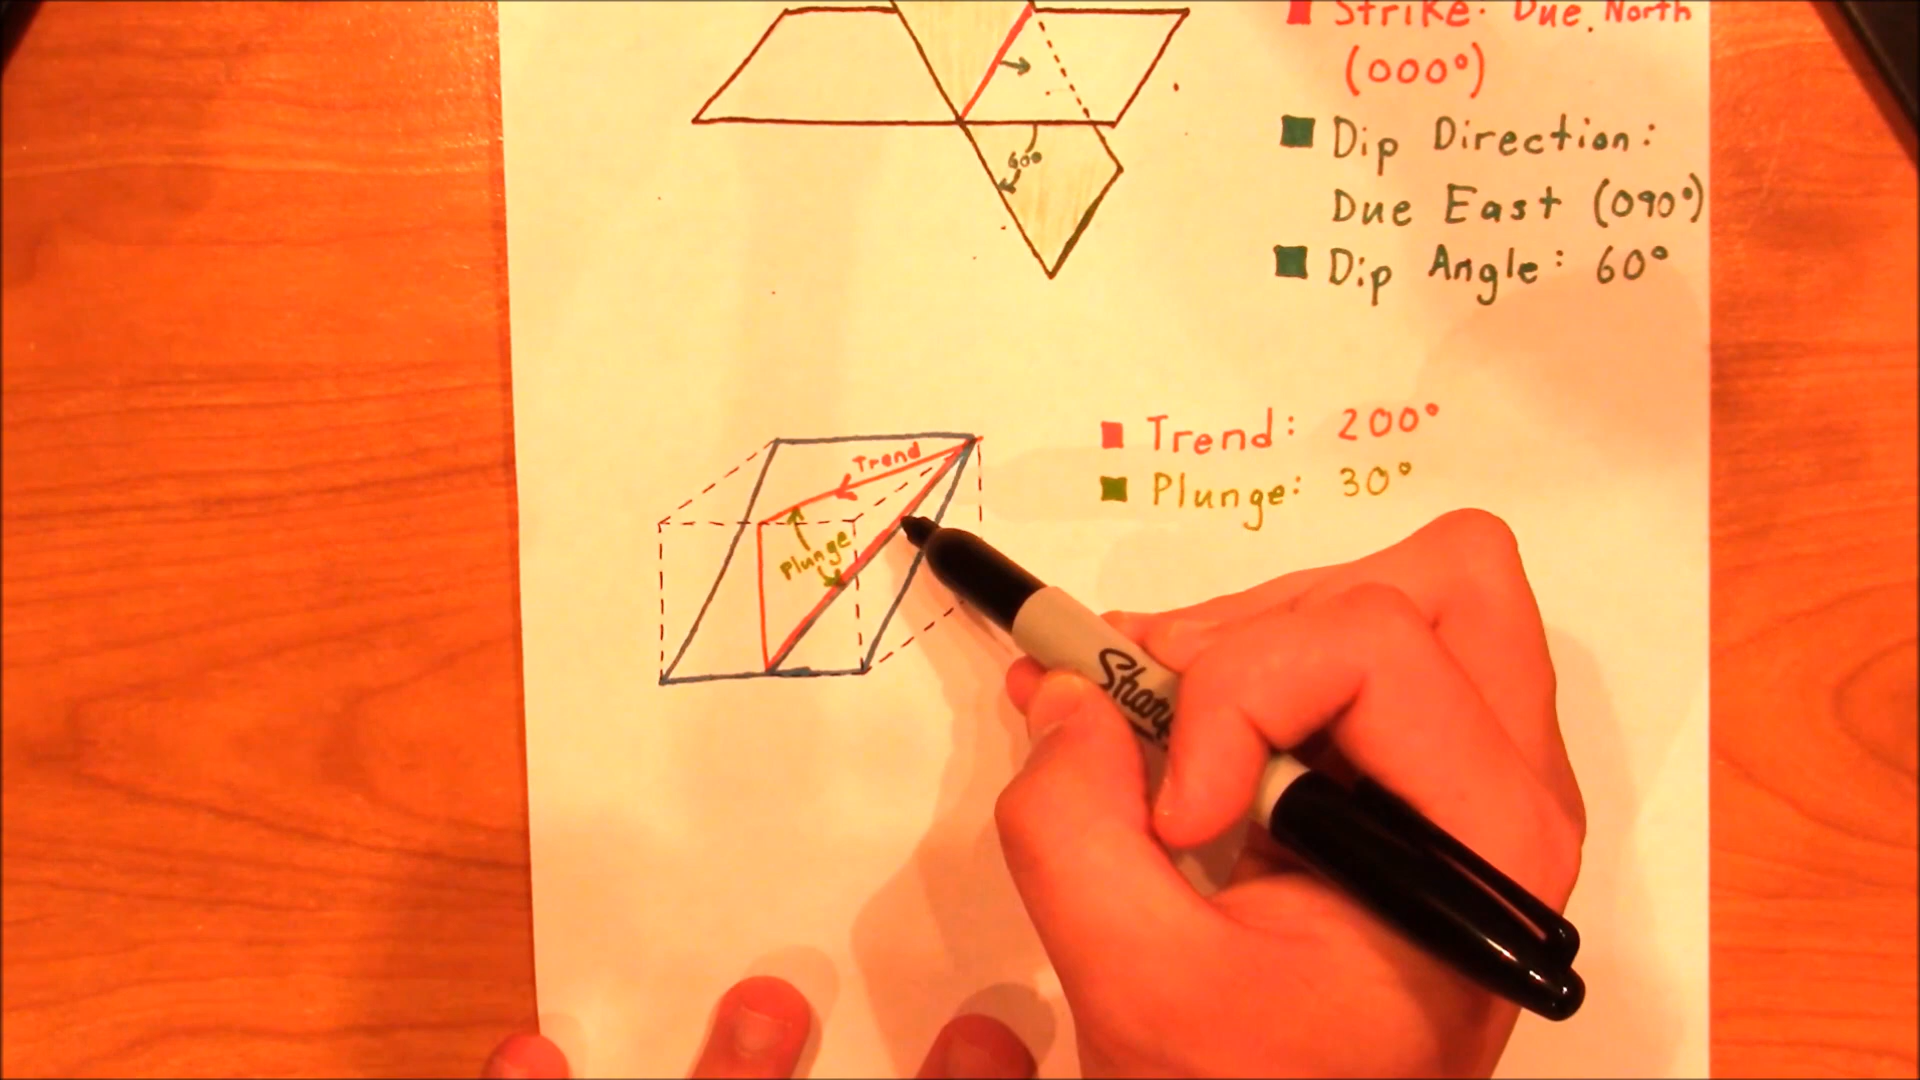 Strike: Due North
(000°)
Dip Direction:
Due East (090°)
60°
Dip Angle: 60°
Trend: 200°
Plunge: 30°
Trend
Plunge